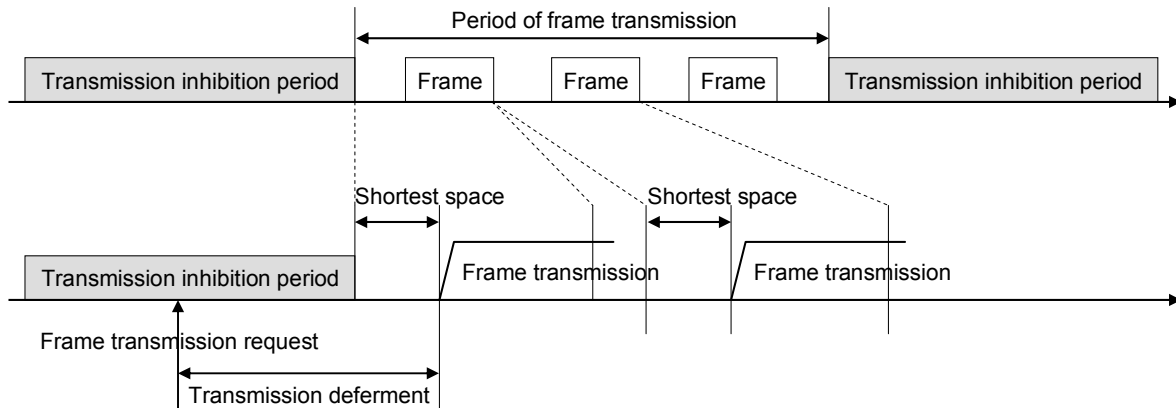 Period of frame transmission
Transmission inhibition period
Frame
Frame
Frame
Transmission inhibition period
Shortest space
Shortest space
Transmission inhibition period
Frame transmission
Frame transmission
Frame transmission request
Transmission deferment